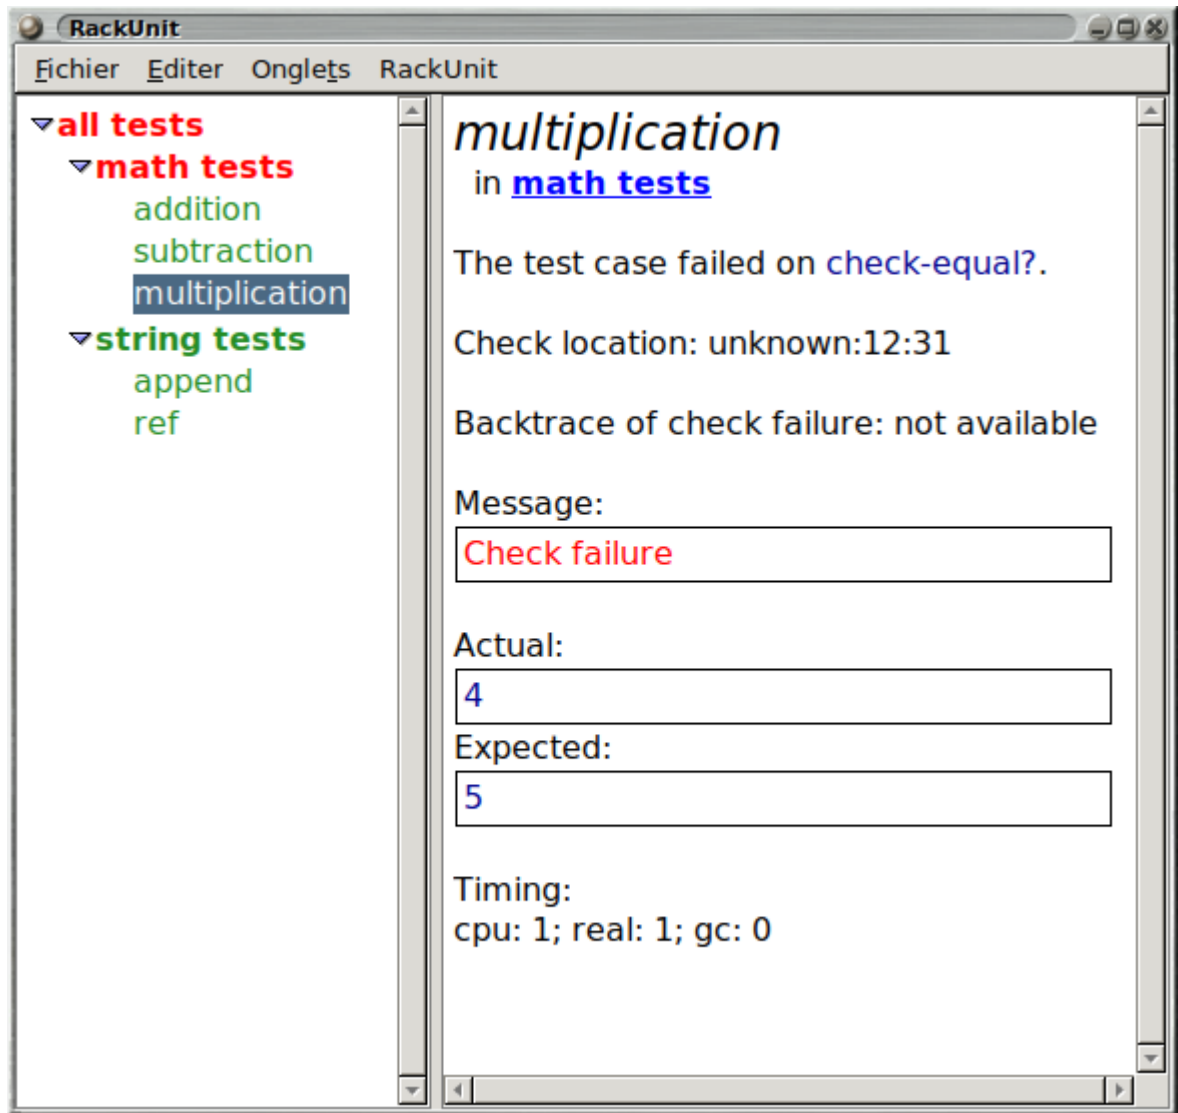 RackUnit
Fichier Editer Onglets RackUnit
all tests
math tests
addition
subtraction
multiplication
string tests
append
ref
multiplication
in math tests
The test case failed on check-equal?.
Check location: unknown:12:31
Backtrace of check failure: not available
Message:
Check failure
Actual:
4
Expected:
5
Timing:
cpu: 1; real: 1; gc: 0